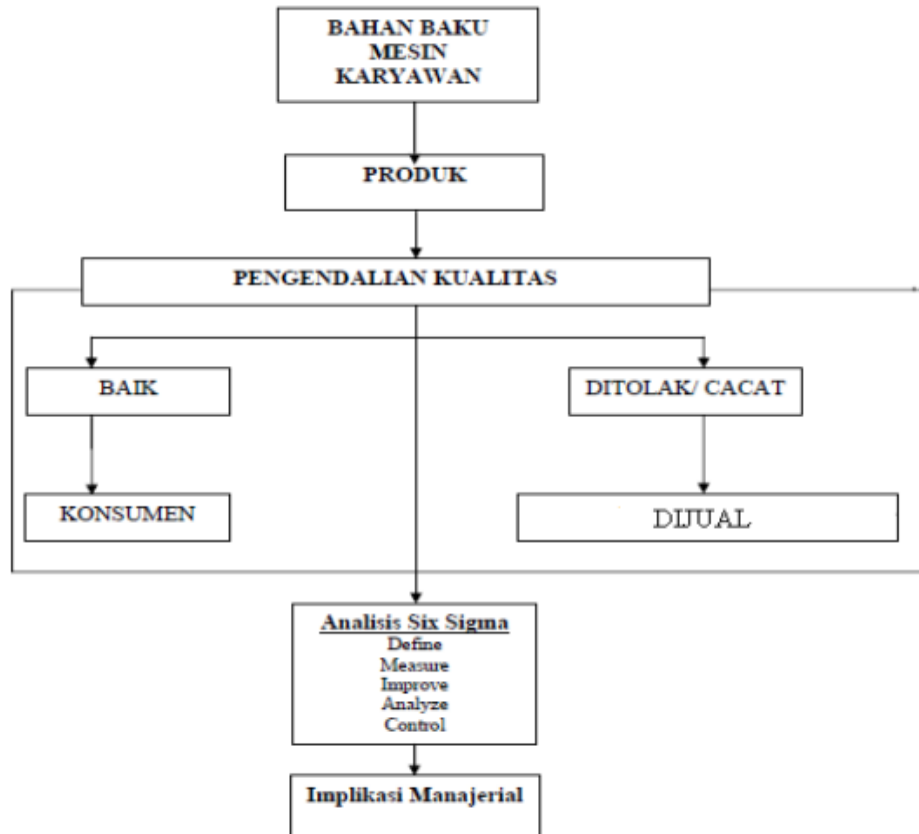 BAHAN BAKU
MESIN
KARYAWAN
PRODUK
PENGENDALIAN KUALITAS
BAIK
DITOLAK/ CACAT
KONSUMEN
DIJUAL
Analisis Six Sigma
Define
Measure
Improve
Analyze
Control
Implikasi Manajerial